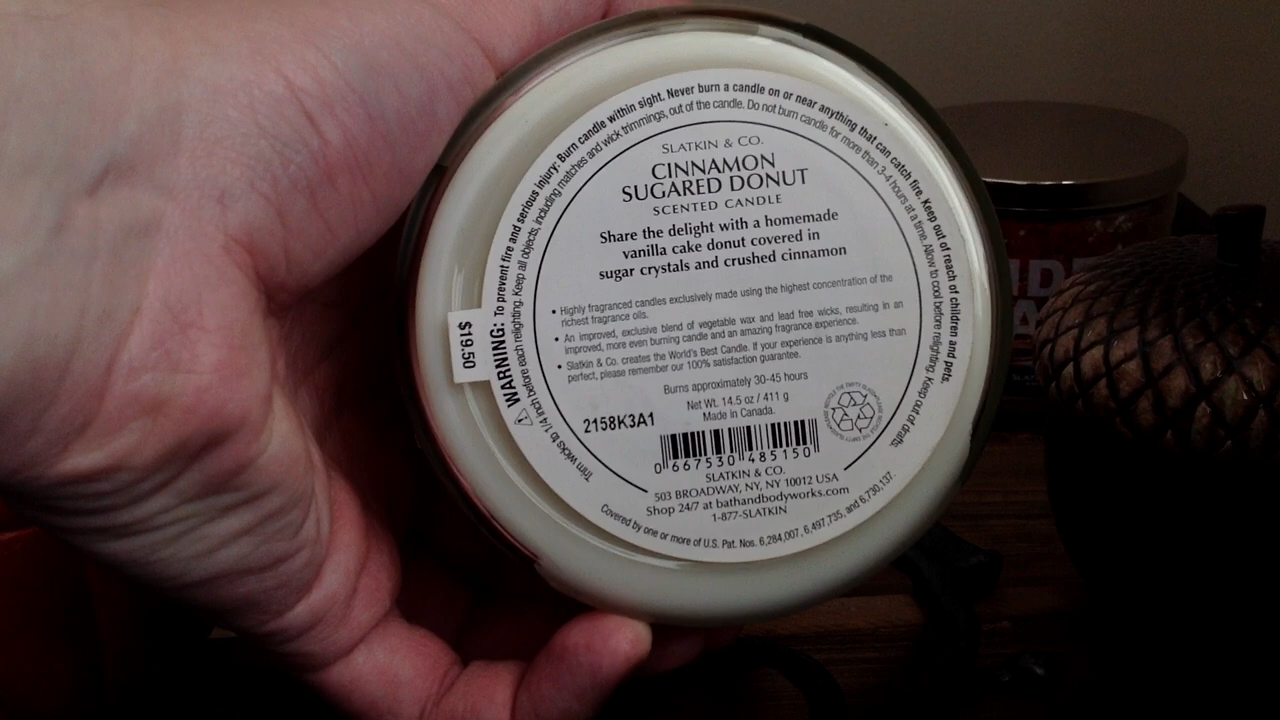 SLATKIN & CO.
CINNAMON
SUGARED DONUT
SCENTED CANDLE
Share the delight with a homemade
vanilla cake donut covered in
sugar crystals and crushed cinnamon
• Highly fragranced candles exclusively made using the highest concentration of the
richest fragrance oils.
• An improved, exclusive blend of vegetable wax and lead free wicks, resulting in an
improved, more even burning candle and an amazing fragrance experience.
• Slatkin & Co. creates the World's Best Candle. If your experience is anything less than
perfect, please remember our 100% satisfaction guarantee.
Burns approximately 30-45 hours
Net Wt. 14.5 oz / 411 g
Made in Canada.
2158K3A1
0 667530 485150
SLATKIN & CO.
503 BROADWAY, NY, NY 10012 USA
Shop 24/7 at bathandbodyworks.com
1-877-SLATKIN
Covered by one or more of U.S. Pat. Nos. 6,284,007, 6,497,735, and 6,730,137.
WARNING: To prevent fire and serious injury: Burn candle within sight. Never burn a candle on or near anything that can catch fire. Keep out of reach of children and pets.
Trim wicks to 1/4 inch before each relighting. Keep all objects, including matches and wick trimmings, out of the candle. Do not burn candle for more than 3-4 hours at a time. Allow to cool before relighting. Keep out of drafts.
$19.50